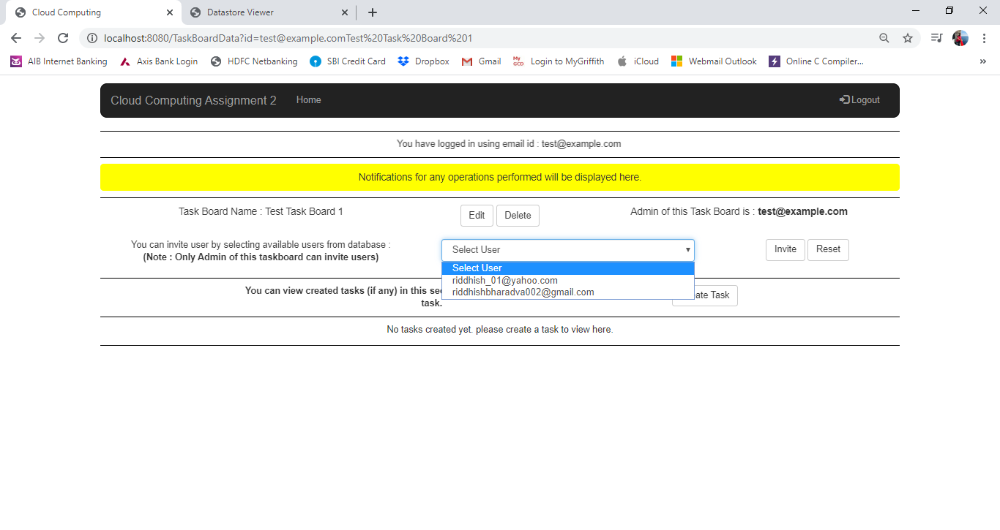 Cloud Computing
Datastore Viewer
localhost:8080/TaskBoardData?id=test@example.comTest%20Task%20Board%201
AIB Internet Banking
Axis Bank Login
HDFC Netbanking
SBI Credit Card
Dropbox
Gmail
My GCD.
Login to MyGriffith
iCloud
Webmail Outlook
Online C Compiler...
»
Cloud Computing Assignment 2 Home Logout
You have logged in using email id : test@example.com
Notifications for any operations performed will be displayed here.
Task Board Name : Test Task Board 1 Edit Delete Admin of this Task Board is : test@example.com
You can invite user by selecting available users from database : Select User Invite Reset
(Note : Only Admin of this taskboard can invite users)
Select User
riddhish_01@yahoo.com
riddhishbharadva002@gmail.com
You can view created tasks (if any) in this se
task.
ate Task
No tasks created yet. please create a task to view here.